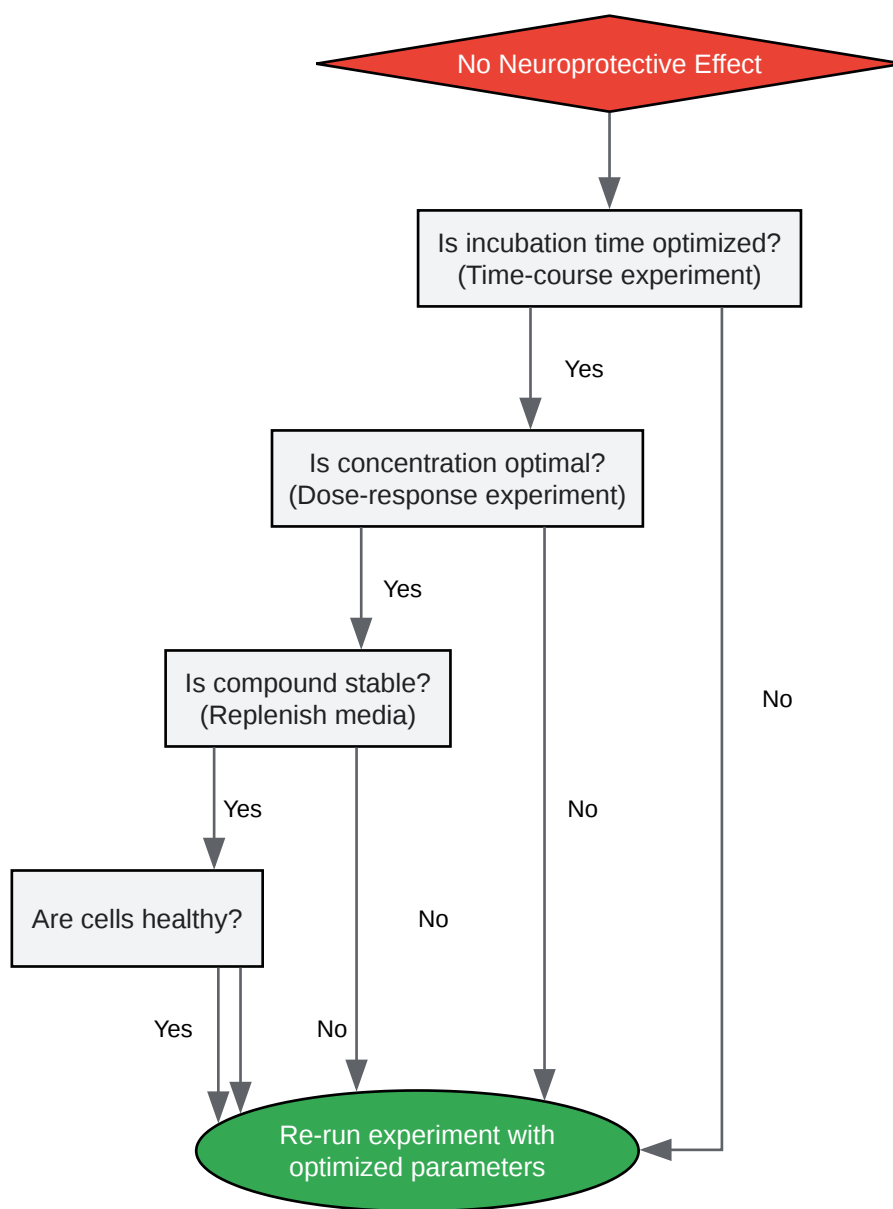 No Neuroprotective Effect
Is incubation time optimized?
(Time-course experiment)
Yes
Is concentration optimal?
(Dose-response experiment)
Yes
Is compound stable?
(Replenish media)
No
Yes
No
Are cells healthy?
No
Yes
No
Re-run experiment with
optimized parameters